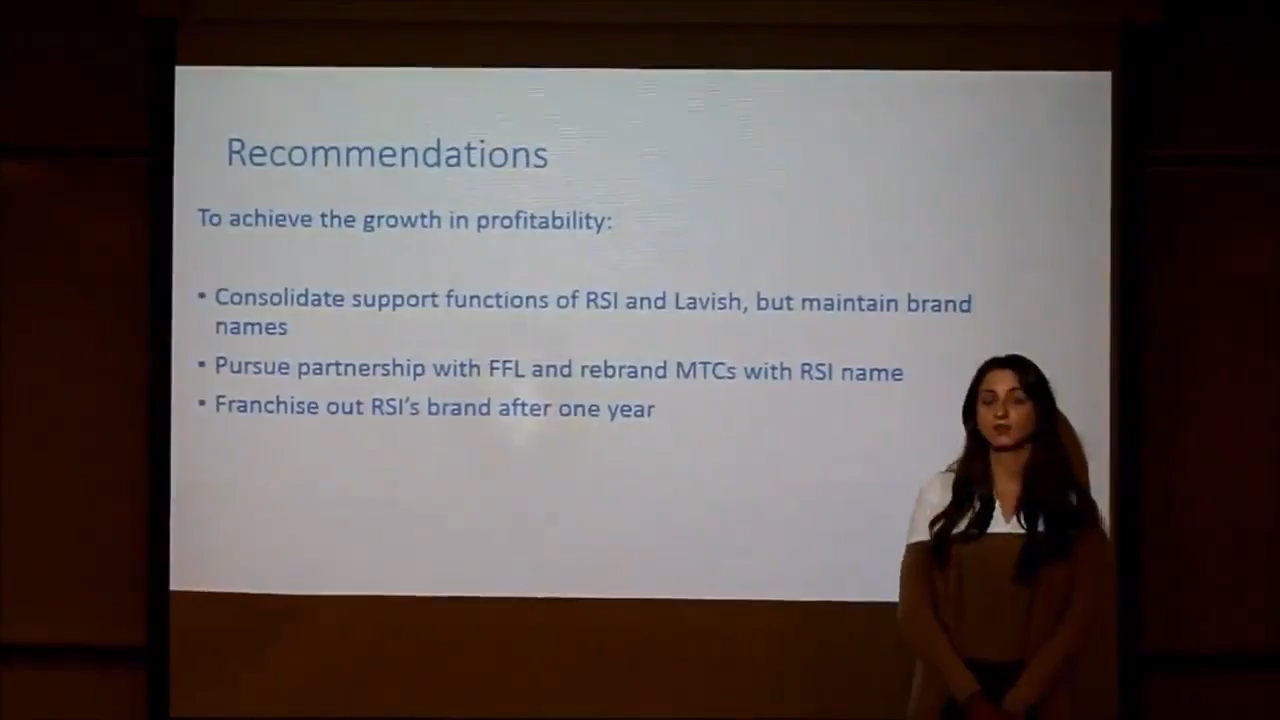 Recommendations
To achieve the growth in profitability:
• Consolidate support functions of RSI and Lavish, but maintain brand
names
• Pursue partnership with FFL and rebrand MTCs with RSI name
• Franchise out RSI's brand after one year